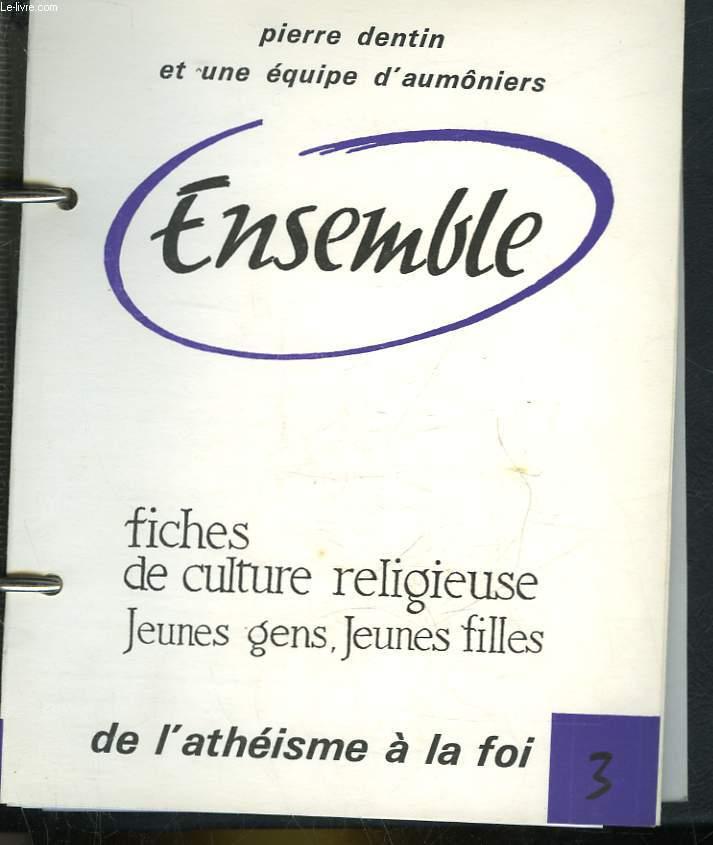 Le-livre.com
pierre dentin
et une équipe d'aumôniers
Ensemble
fiches
de culture religieuse
Jeunes gens, Jeunes filles
de l'athéisme à la foi
3